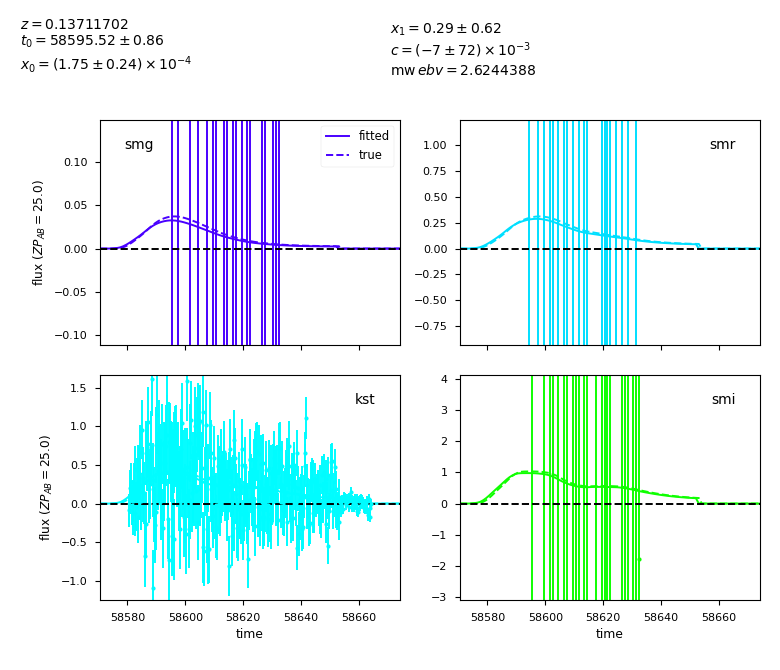 z = 0.13711702
t₀ = 58595.52 ± 0.86
x₀ = (1.75 ± 0.24) × 10⁻⁴
x₁ = 0.29 ± 0.62
c = (−7 ± 72) × 10⁻³
mw ebv = 2.6244388
smg
fitted
true
0.10
0.05
0.00
−0.05
−0.10
flux (ZP_AB = 25.0)
smr
1.00
0.75
0.50
0.25
0.00
−0.25
−0.50
−0.75
kst
1.5
1.0
0.5
0.0
−0.5
−1.0
flux (ZP_AB = 25.0)
58580 58600 58620 58640 58660
time
smi
4
3
2
1
0
−1
−2
−3
58580 58600 58620 58640 58660
time